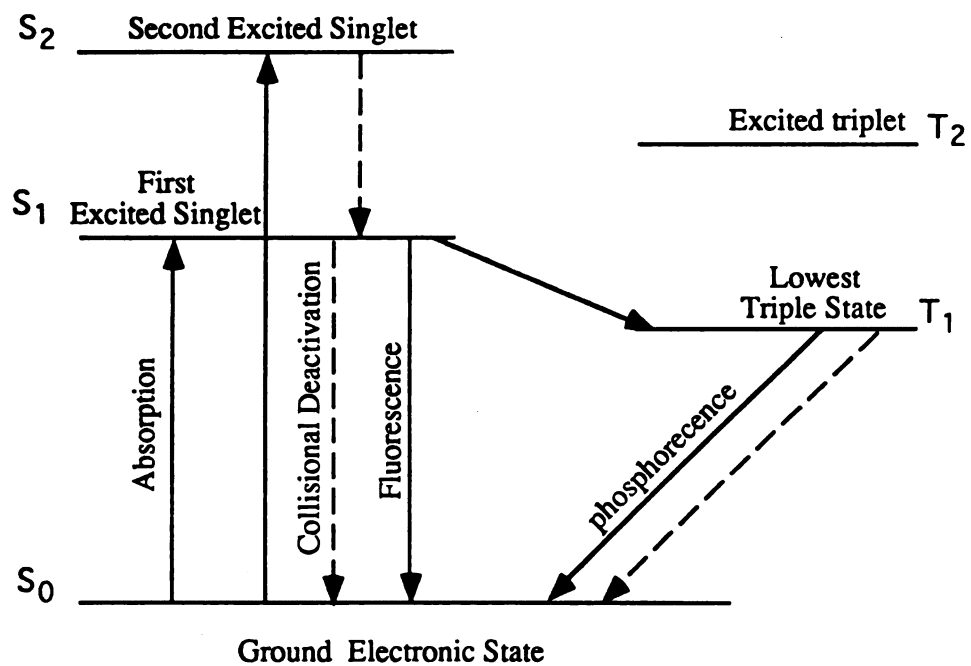 S2
Second Excited Singlet
Excited triplet
T2
First
Excited Singlet
S1
Lowest
Triple State
T1
Absorption
Collisional Deactivation
Fluorescence
phosphorecence
S0
Ground Electronic State